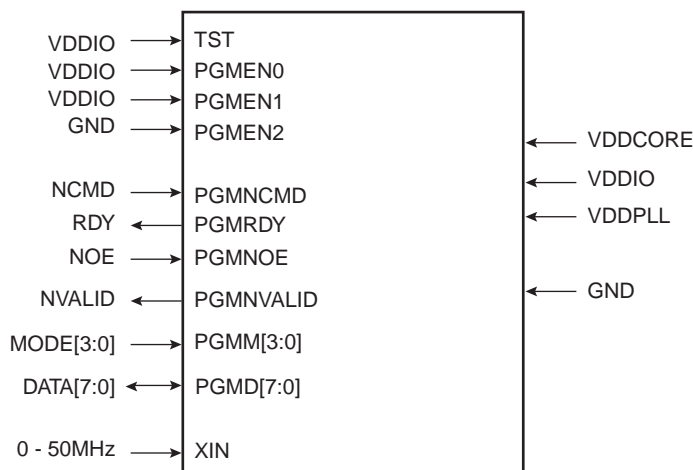 VDDIO TST
VDDIO PGMEN0
VDDIO PGMEN1
GND PGMEN2
VDDCORE
VDDIO
NCMD PGMNCMD
VDDPLL
RDY PGMRDY
NOE PGMNOE
GND
NVALID PGMNVALID
MODE[3:0] PGMM[3:0]
DATA[7:0] PGMD[7:0]
0 - 50MHz XIN